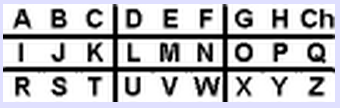 A B C D E F G H Ch
I J K L M N O P Q
R S T U V W X Y Z